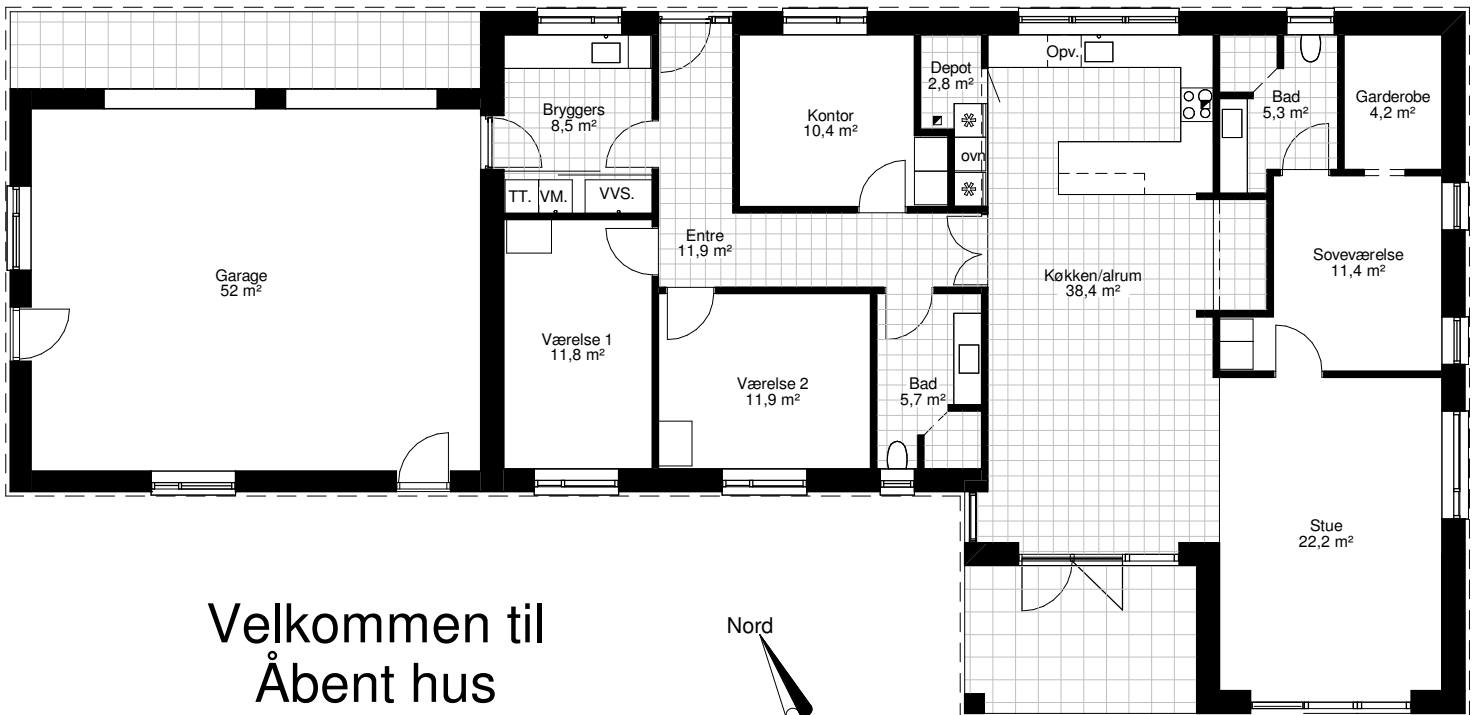 Opv.
Depot
2,8 m²
Bryggers
8,5 m²
Kontor
10,4 m²
Bad
5,3 m²
Garderobe
4,2 m²
ovn
TT.
VM.
VVS.
Entre
11,9 m²
Garage
52 m²
Køkken/alrum
38,4 m²
Soveværelse
11,4 m²
Værelse 1
11,8 m²
Værelse 2
11,9 m²
Bad
5,7 m²
Stue
22,2 m²
Velkommen til
Åbent hus
Nord